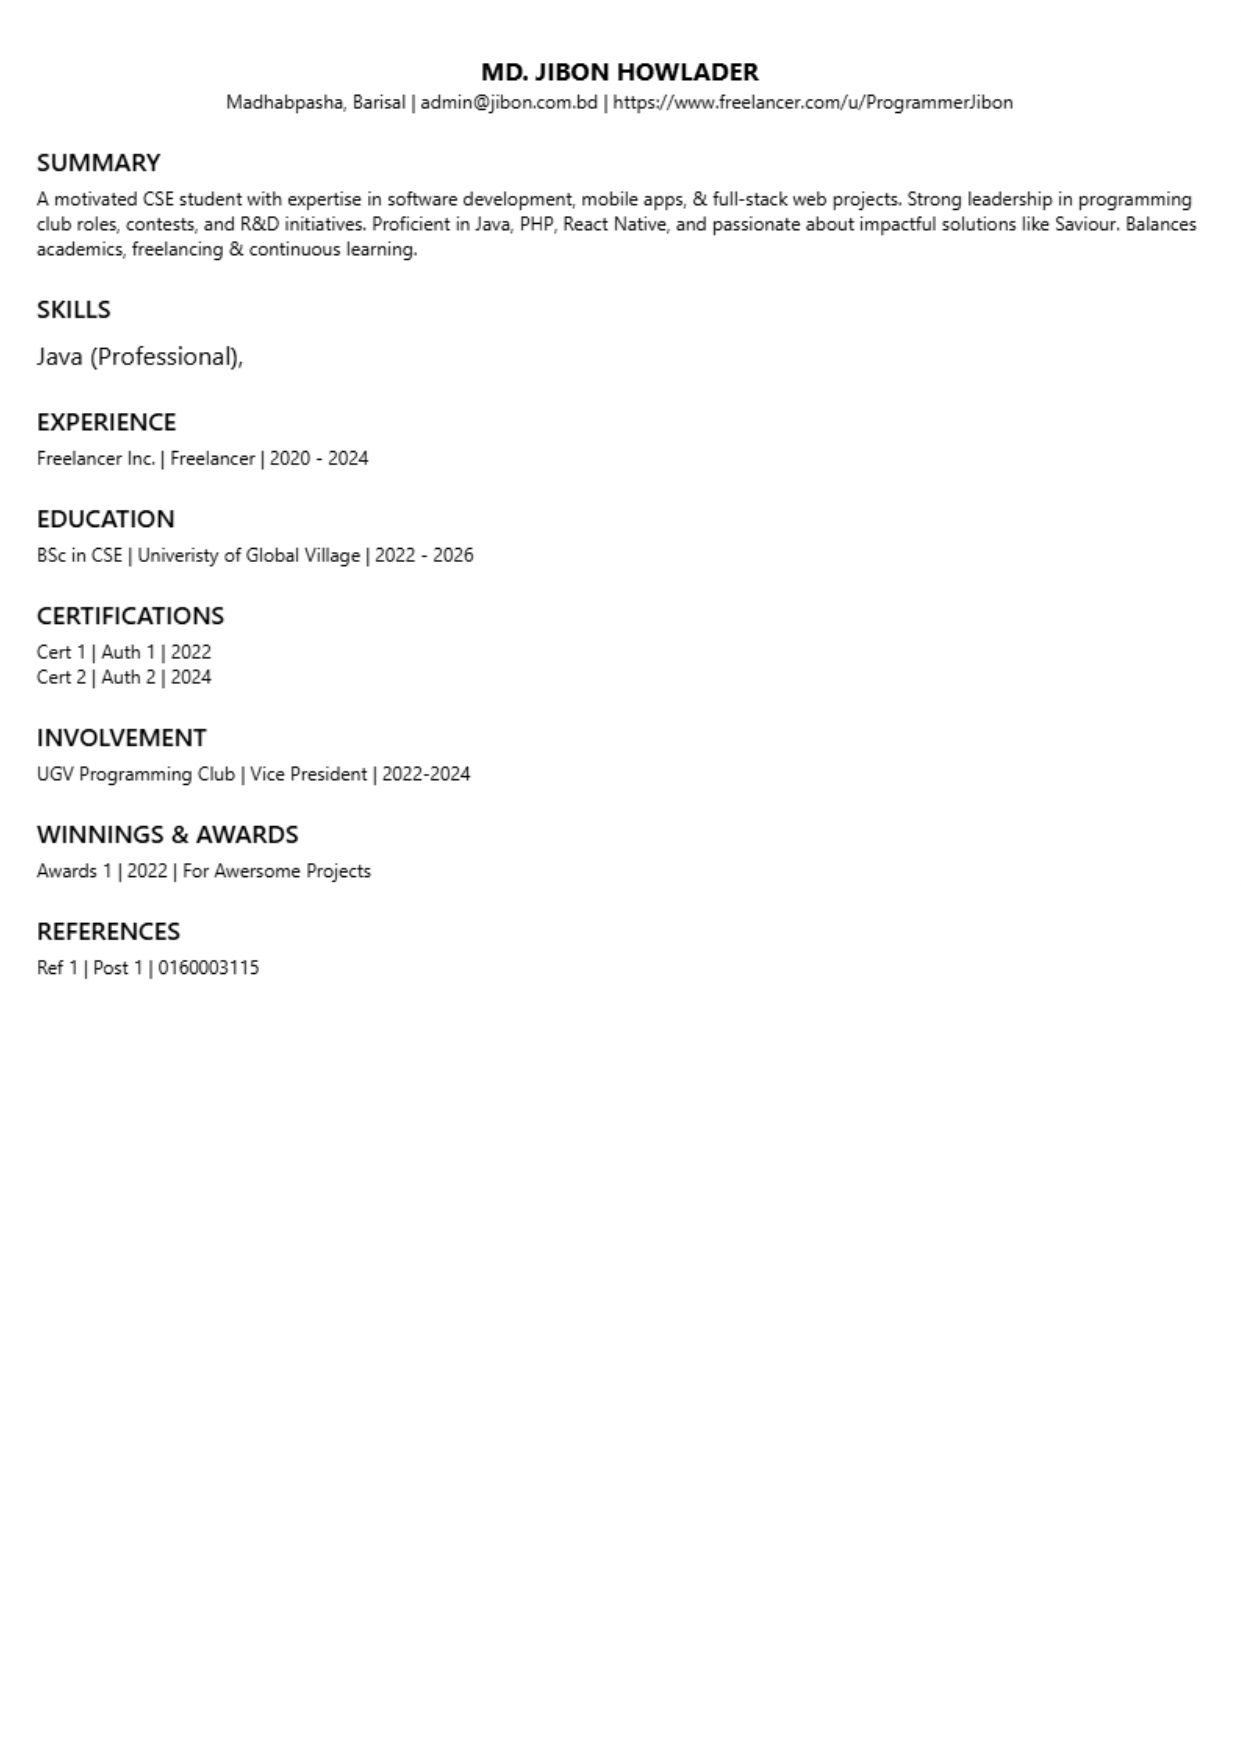 MD. JIBON HOWLADER
Madhabpasha, Barisal | admin@jibon.com.bd | https://www.freelancer.com/u/ProgrammerJibon
SUMMARY
A motivated CSE student with expertise in software development, mobile apps, & full-stack web projects. Strong leadership in programming
club roles, contests, and R&D initiatives. Proficient in Java, PHP, React Native, and passionate about impactful solutions like Saviour. Balances
academics, freelancing & continuous learning.
SKILLS
Java (Professional),
EXPERIENCE
Freelancer Inc. | Freelancer | 2020 - 2024
EDUCATION
BSc in CSE | Univeristy of Global Village | 2022 - 2026
CERTIFICATIONS
Cert 1 | Auth 1 | 2022
Cert 2 | Auth 2 | 2024
INVOLVEMENT
UGV Programming Club | Vice President | 2022-2024
WINNINGS & AWARDS
Awards 1 | 2022 | For Awersome Projects
REFERENCES
Ref 1 | Post 1 | 0160003115